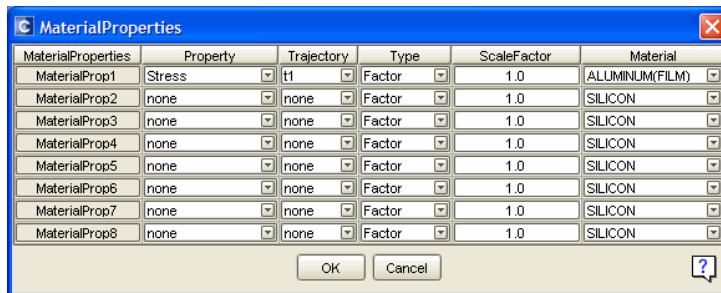 C MaterialProperties
MaterialProperties Property Trajectory Type ScaleFactor Material
MaterialProp1 Stress t1 Factor 1.0 ALUMINUM(FILM)
MaterialProp2 none none Factor 1.0 SILICON
MaterialProp3 none none Factor 1.0 SILICON
MaterialProp4 none none Factor 1.0 SILICON
MaterialProp5 none none Factor 1.0 SILICON
MaterialProp6 none none Factor 1.0 SILICON
MaterialProp7 none none Factor 1.0 SILICON
MaterialProp8 none none Factor 1.0 SILICON
OK Cancel ?